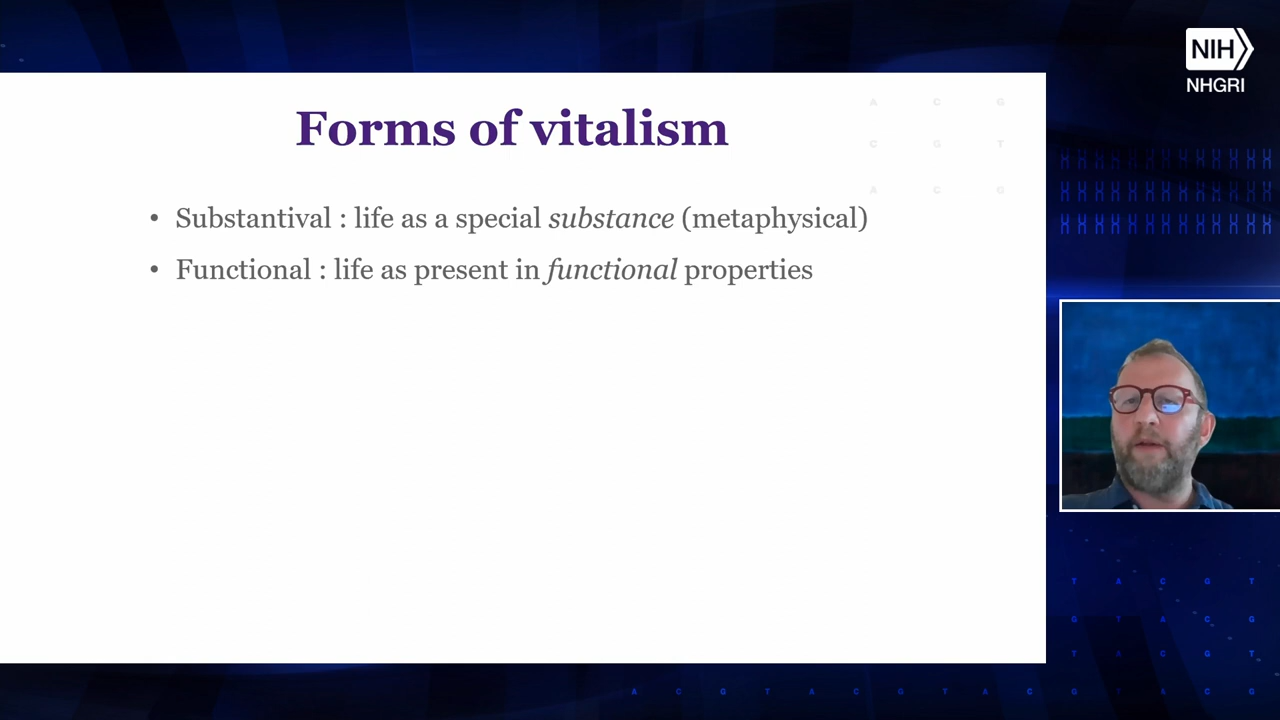 NIH
NHGRI
Forms of vitalism
A C G
C G T
A C G
• Substantival : life as a special substance (metaphysical)
• Functional : life as present in functional properties
T A C G T
G T A C G
T A C G T
A C G T A C G T A C G T A C G